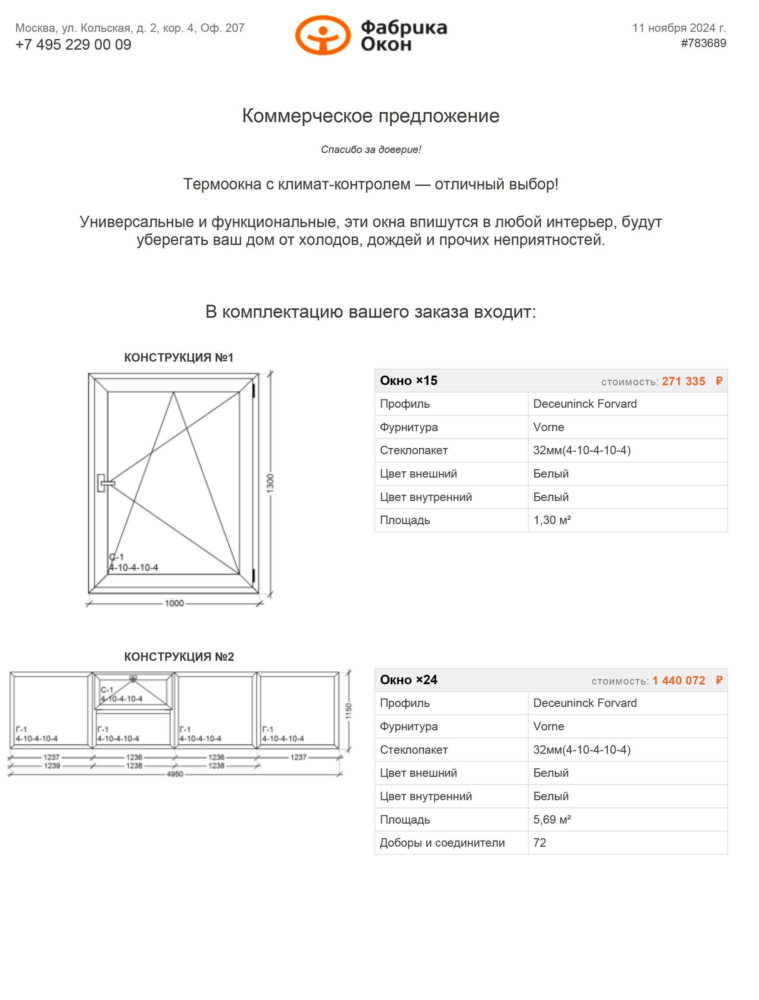 Москва, ул. Кольская, д. 2, кор. 4, Оф. 207
+7 495 229 00 09
Фабрика
Окон
11 ноября 2024 г.
#783689
Коммерческое предложение
Спасибо за доверие!
Термоокна с климат-контролем — отличный выбор!
Универсальные и функциональные, эти окна впишутся в любой интерьер, будут
уберегать ваш дом от холодов, дождей и прочих неприятностей.
В комплектацию вашего заказа входит:
КОНСТРУКЦИЯ №1
С-1
4-10-4-10-4
1300
1000
Окно ×15 стоимость: 271 335 ₽
Профиль Deceuninck Forvard
Фурнитура Vorne
Стеклопакет 32мм(4-10-4-10-4)
Цвет внешний Белый
Цвет внутренний Белый
Площадь 1,30 м²
КОНСТРУКЦИЯ №2
С-1
4-10-4-10-4
Г-1 Г-1 Г-1 Г-1
4-10-4-10-4 4-10-4-10-4 4-10-4-10-4 4-10-4-10-4
1150
1237 1236 1236 1237
1239 1238 1238
4950
Окно ×24 стоимость: 1 440 072 ₽
Профиль Deceuninck Forvard
Фурнитура Vorne
Стеклопакет 32мм(4-10-4-10-4)
Цвет внешний Белый
Цвет внутренний Белый
Площадь 5,69 м²
Доборы и соединители 72